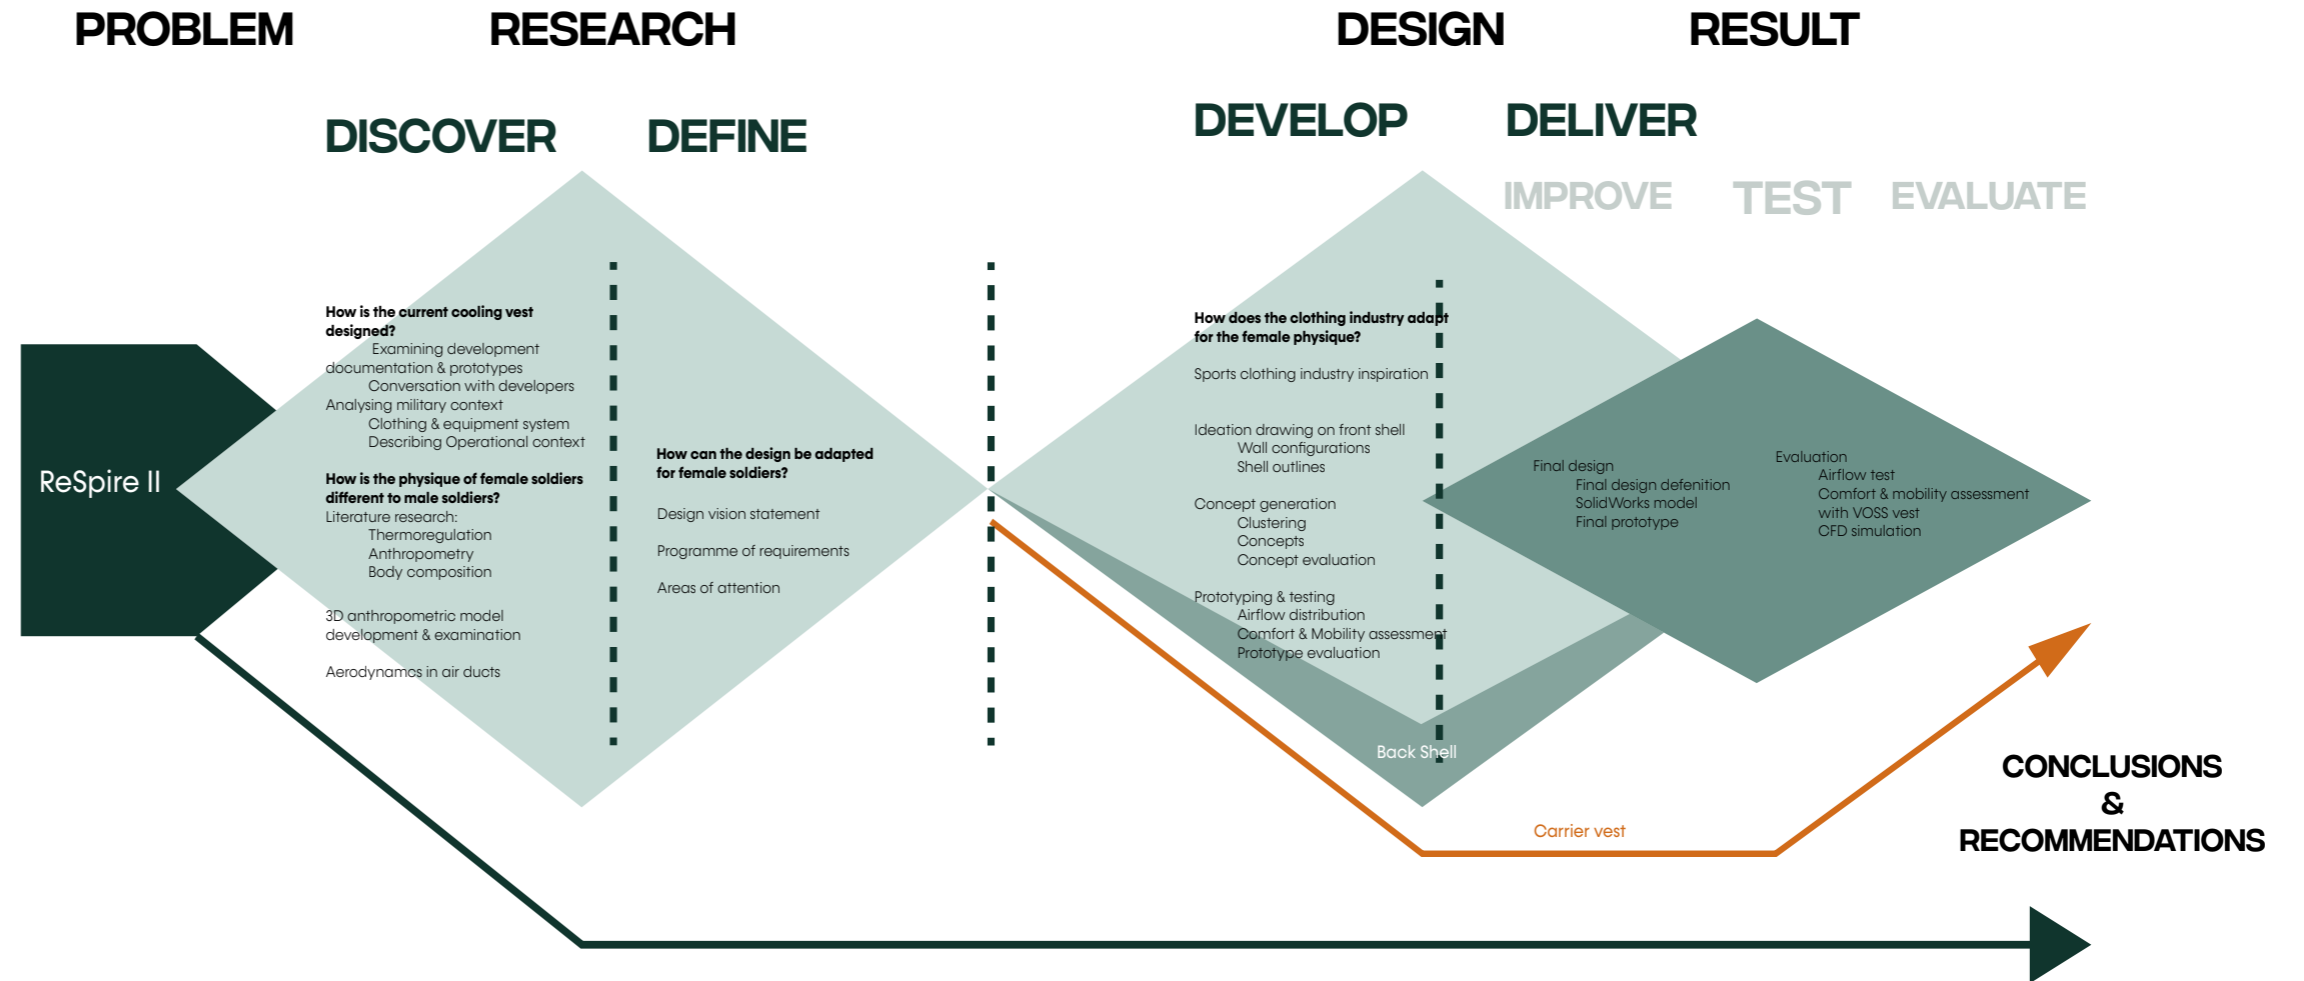 PROBLEM
RESEARCH
DESIGN
RESULT
DISCOVER
DEFINE
DEVELOP
DELIVER
IMPROVE
TEST
EVALUATE
ReSpire II
How is the current cooling vest
designed?
Examining development
documentation & prototypes
Conversation with developers
Analysing military context
Clothing & equipment system
Describing Operational context
How is the physique of female soldiers
different to male soldiers?
Literature research:
Thermoregulation
Anthropometry
Body composition
3D anthropometric model
development & examination
Aerodynamcs in air ducts
How can the design be adapted
for female soldiers?
Design vision statement
Programme of requirements
Areas of attention
How does the clothing industry adapt
for the female physique?
Sports clothing industry inspiration
Ideation drawing on front shell
Wall configurations
Shell outlines
Concept generation
Clustering
Concepts
Concept evaluation
Prototyping & testing
Airflow distribution
Comfort & Mobility assessment
Prototype evaluation
Back Shell
Final design
Final design defenition
SolidWorks model
Final prototype
Evaluation
Airflow test
Comfort & mobility assessment
with VOSS vest
CFD simulation
Carrier vest
CONCLUSIONS
&
RECOMMENDATIONS